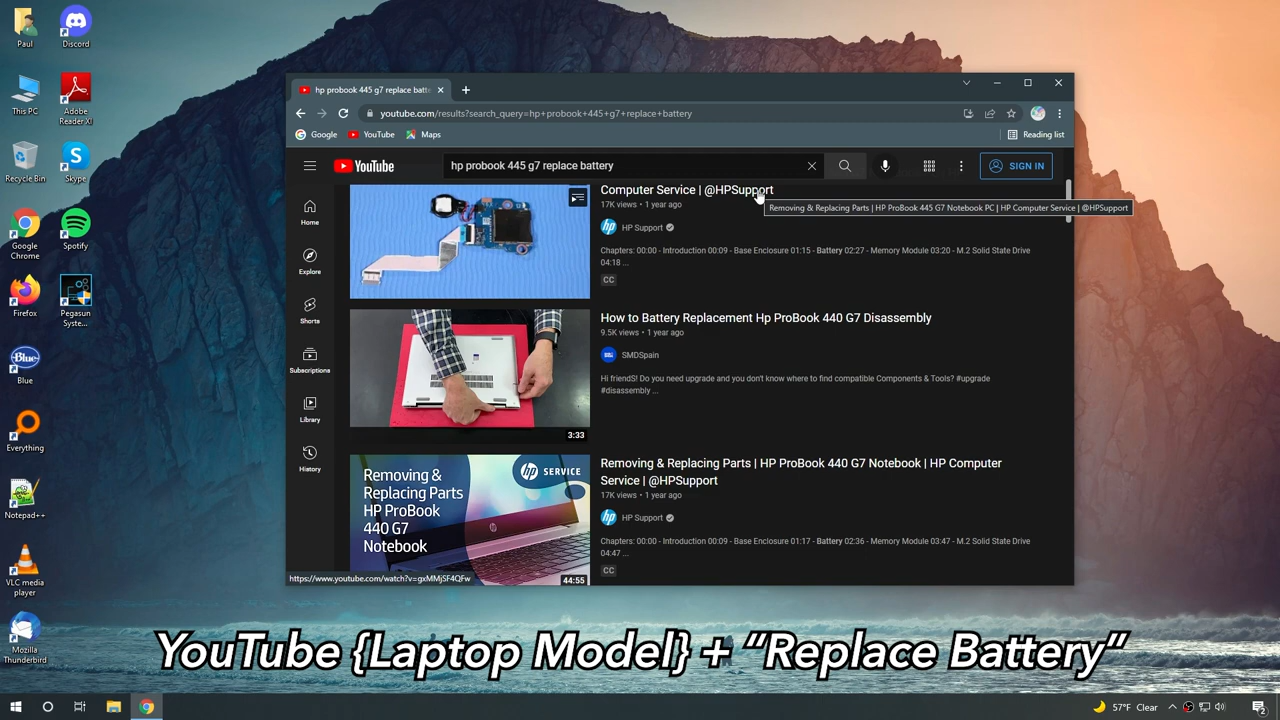 Paul
Discord
This PC
Adobe
Reader XI
Recycle Bin
Skype
Google
Chrome
Spotify
Firefox
Pegasun
Syste...
Blue
Everything
Notepad++
VLC media
player
Mozilla
Thunderbird
hp probook 445 g7 replace batte
youtube.com/results?search_query=hp+probook+445+g7+replace+battery
Google
YouTube
Maps
Reading list
YouTube
hp probook 445 g7 replace battery
SIGN IN
Home
Explore
Shorts
Subscriptions
Library
History
Computer Service | @HPSupport
17K views • 1 year ago
Removing & Replacing Parts | HP ProBook 445 G7 Notebook PC | HP Computer Service | @HPSupport
HP Support
Chapters: 00:00 - Introduction 00:09 - Base Enclosure 01:15 - Battery 02:27 - Memory Module 03:20 - M.2 Solid State Drive
04:18 ...
CC
3:33
How to Battery Replacement Hp ProBook 440 G7 Disassembly
9.5K views • 1 year ago
SMDSpain
Hi friendS! Do you need upgrade and you don't know where to find compatible Components & Tools? #upgrade
#disassembly ...
hp SERVICE
Removing &
Replacing Parts
HP ProBook
440 G7
Notebook
44:55
Removing & Replacing Parts | HP ProBook 440 G7 Notebook | HP Computer
Service | @HPSupport
17K views • 1 year ago
HP Support
Chapters: 00:00 - Introduction 00:09 - Base Enclosure 01:17 - Battery 02:36 - Memory Module 03:47 - M.2 Solid State Drive
04:47 ...
CC
https://www.youtube.com/watch?v=gxMMjSF4QFw
YouTube {Laptop Model} + “Replace Battery”
57°F Clear
2